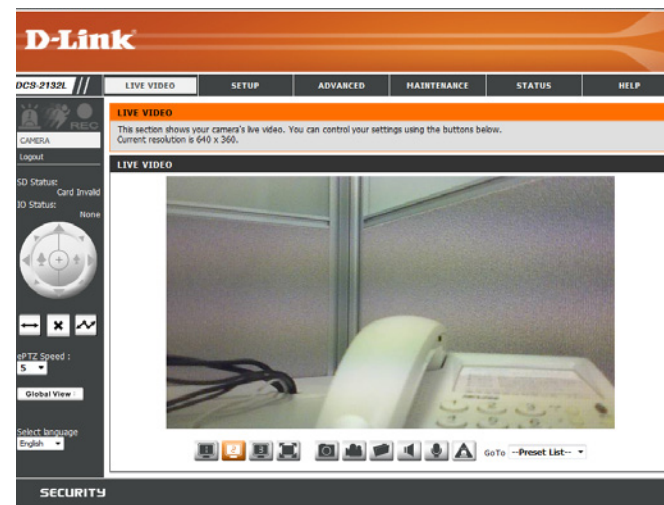 D-Link
DCS-2132L // LIVE VIDEO SETUP ADVANCED MAINTENANCE STATUS HELP
REC
CAMERA
Logout
SD Status:
Card Invalid
IO Status:
None
ePTZ Speed :
5
Global View
Select language
English
LIVE VIDEO
This section shows your camera's live video. You can control your settings using the buttons below.
Current resolution is 640 x 360.
LIVE VIDEO
1 2 3
GoTo --Preset List--
SECURITY